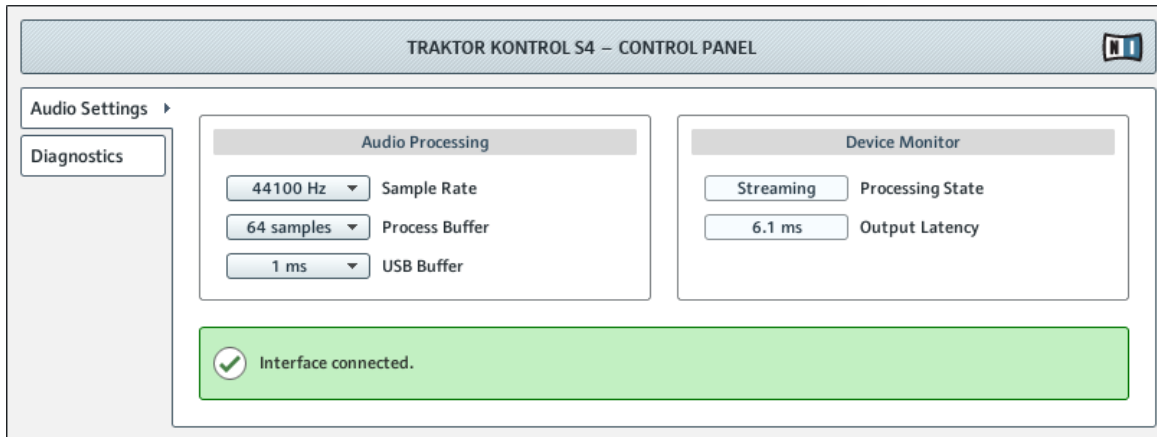 TRAKTOR KONTROL S4 – CONTROL PANEL
NI
Audio Settings
Diagnostics
Audio Processing
44100 Hz Sample Rate
64 samples Process Buffer
1 ms USB Buffer
Device Monitor
Streaming Processing State
6.1 ms Output Latency
Interface connected.